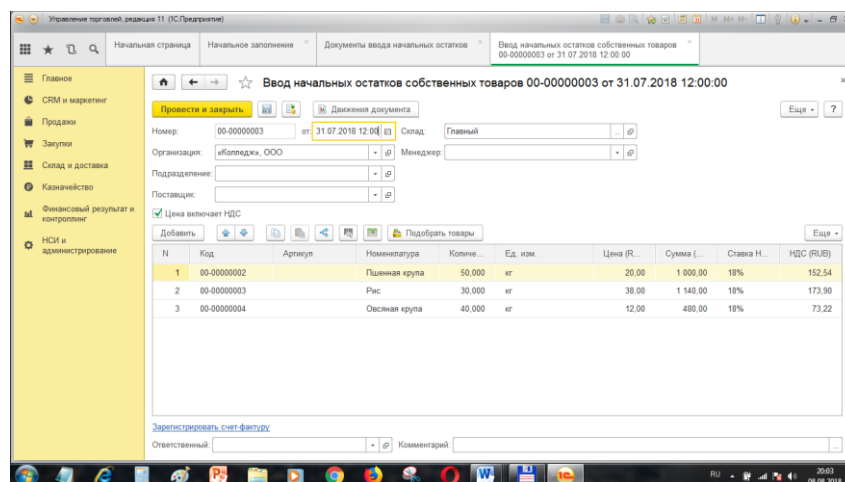 Управление торговлей, редакция 11 (1С:Предприятие)
M M+ M-
Начальная страница
Начальное заполнение
Документы ввода начальных остатков
Ввод начальных остатков собственных товаров
00-00000003 от 31.07.2018 12:00:00
Главное
CRM и маркетинг
Продажи
Закупки
Склад и доставка
Казначейство
Финансовый результат и
контроллинг
НСИ и
администрирование
Ввод начальных остатков собственных товаров 00-00000003 от 31.07.2018 12:00:00
Провести и закрыть Движения документа Еще ?
Номер: 00-00000003 от: 31.07.2018 12:00 Склад: Главный
Организация: «Колледж», ООО Менеджер:
Подразделение:
Поставщик:
Цена включает НДС
Добавить Подобрать товары Еще
N Код Артикул Номенклатура Количе... Ед. изм. Цена (R... Сумма (... Ставка Н... НДС (RUB)
1 00-00000002 Пшенная крупа 50,000 кг 20,00 1 000,00 18% 152,54
2 00-00000003 Рис 30,000 кг 38,00 1 140,00 18% 173,90
3 00-00000004 Овсяная крупа 40,000 кг 12,00 480,00 18% 73,22
Зарегистрировать счет-фактуру
Ответственный: Комментарий:
RU 20:03
08.08.2018